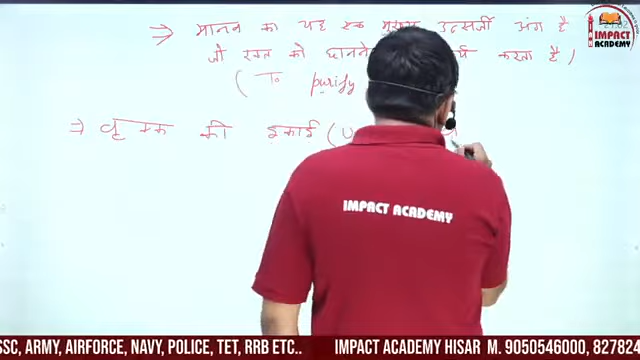 ⇒ मानव का यह एक मुख्य उत्सर्जी अंग है
जो रक्त को छानने करता है।
( To purify
⇒ वृक्क की इकाई (U
IMPACT ACADEMY
IMPACT ACADEMY
SSC, ARMY, AIRFORCE, NAVY, POLICE, TET, RRB ETC.. IMPACT ACADEMY HISAR M. 9050546000, 827824